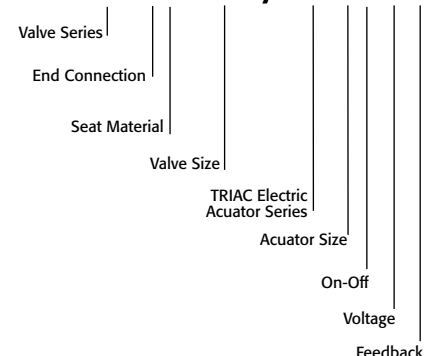 Valve Series
End Connection
Seat Material
Valve Size
TRIAC Electric
Acuator Series
Acuator Size
On-Off
Voltage
Feedback